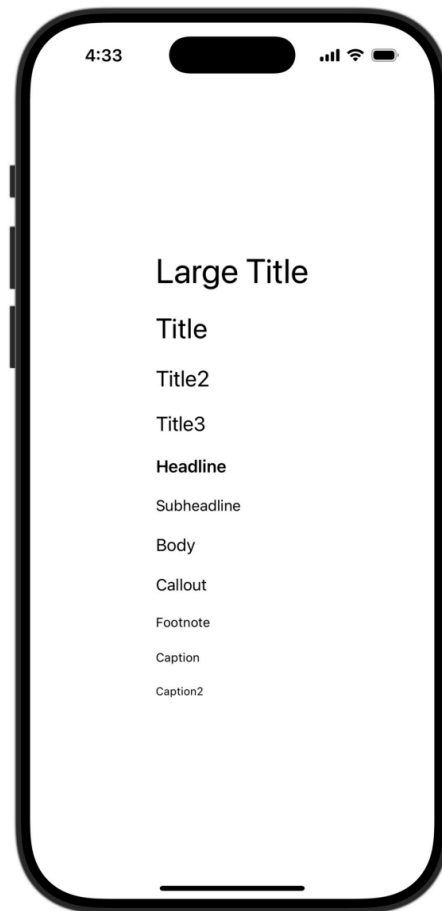 4:33
Large Title
Title
Title2
Title3
Headline
Subheadline
Body
Callout
Footnote
Caption
Caption2